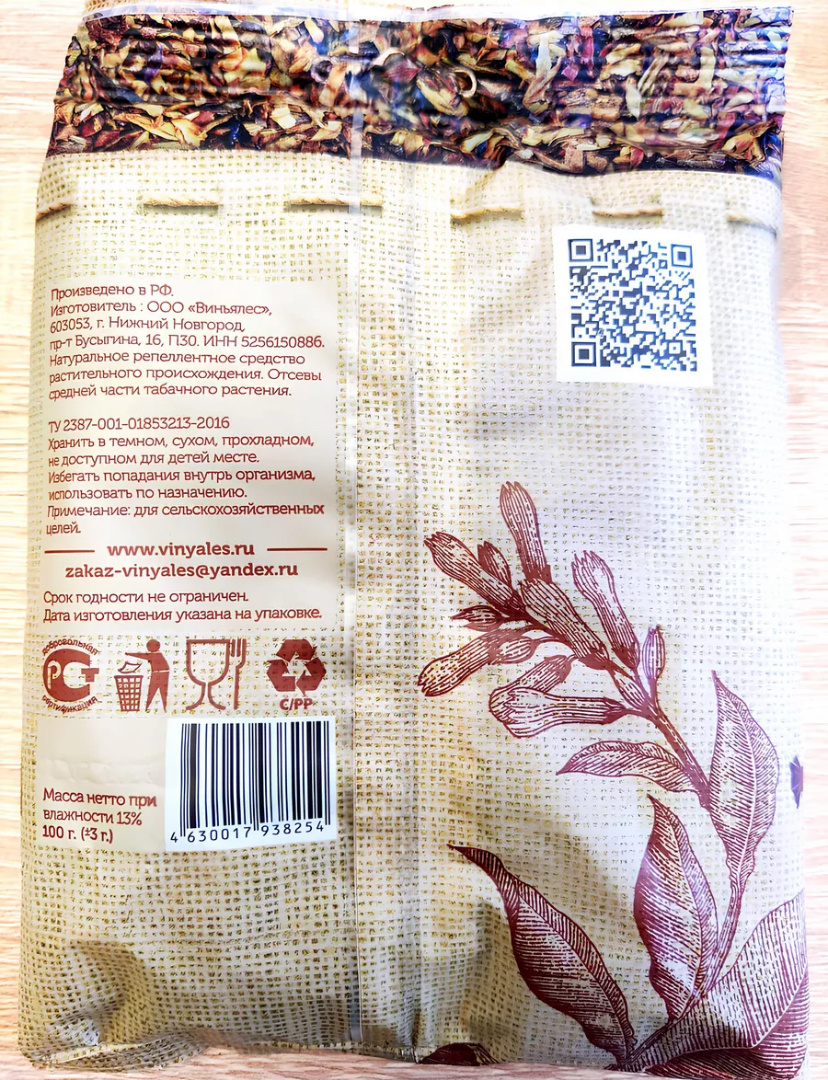 Произведено в РФ.
Изготовитель : ООО «Виньялес»,
603053, г. Нижний Новгород,
пр-т Бусыгина, 16, П30. ИНН 5256150886.
Натуральное репеллентное средство
растительного происхождения. Отсевы
средней части табачного растения.
ТУ 2387-001-01853213-2016
Хранить в темном, сухом, прохладном,
не доступном для детей месте.
Избегать попадания внутрь организма,
использовать по назначению.
Примечание: для сельскохозяйственных
целей.
www.vinyales.ru
zakaz-vinyales@yandex.ru
Срок годности не ограничен.
Дата изготовления указана на упаковке.
добровольная
РСТ
сертификация
C/PP
Масса нетто при
влажности 13%
100 г. (±3 г.)
4 630017 938254